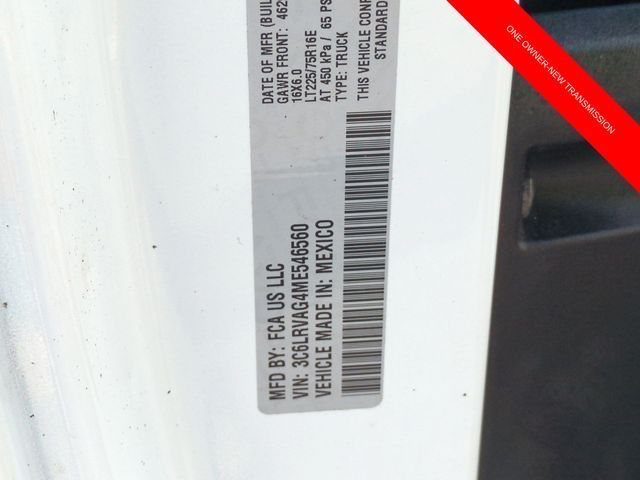 DATE OF MFR (BUIL
GAWR FRONT: 462
16X6.0
LT225/75R16E
AT 450 kPa / 65 PS
TYPE: TRUCK
THIS VEHICLE CONF
STANDARD
MFD BY: FCA US LLC
VIN: 3C6LRVAG4ME546560
VEHICLE MADE IN: MEXICO
ONE OWNER-NEW TRANSMISSION